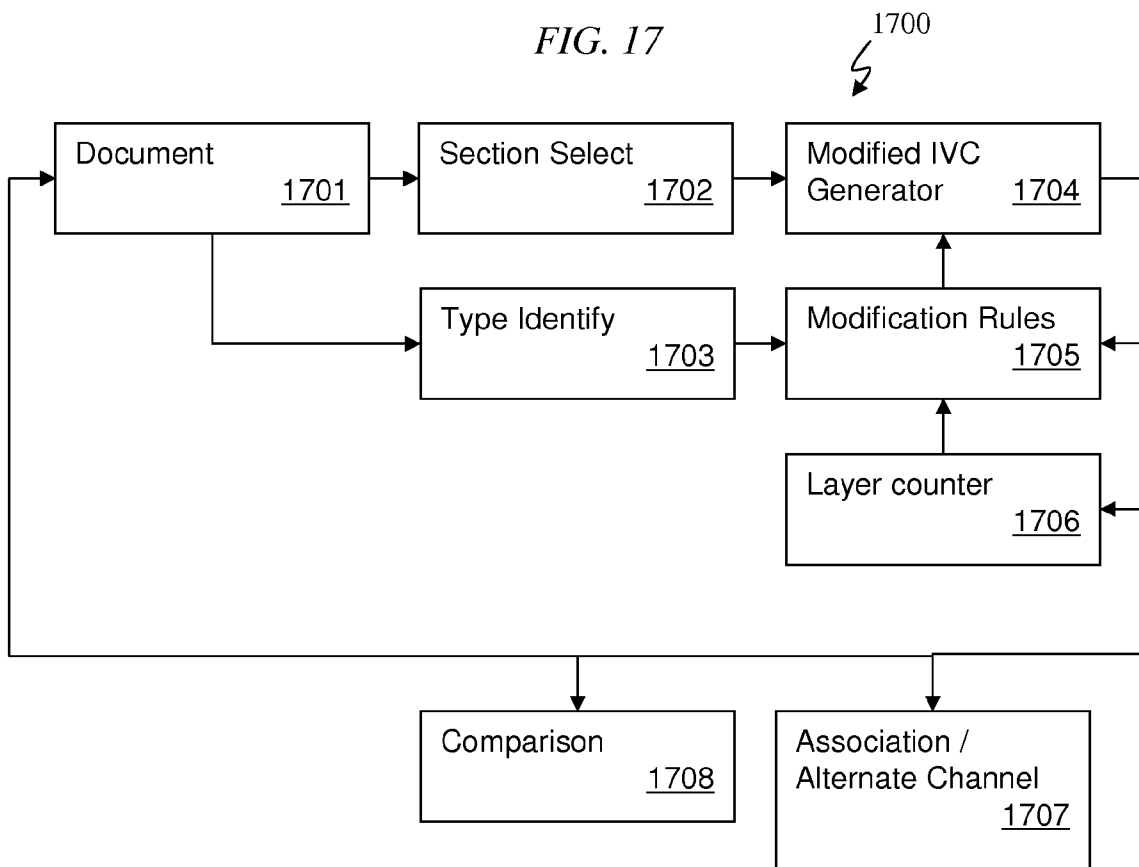 FIG. 17
1700
Document
1701
Section Select
1702
Modified IVC
Generator
1704
Type Identify
1703
Modification Rules
1705
Layer counter
1706
Comparison
1708
Association /
Alternate Channel
1707